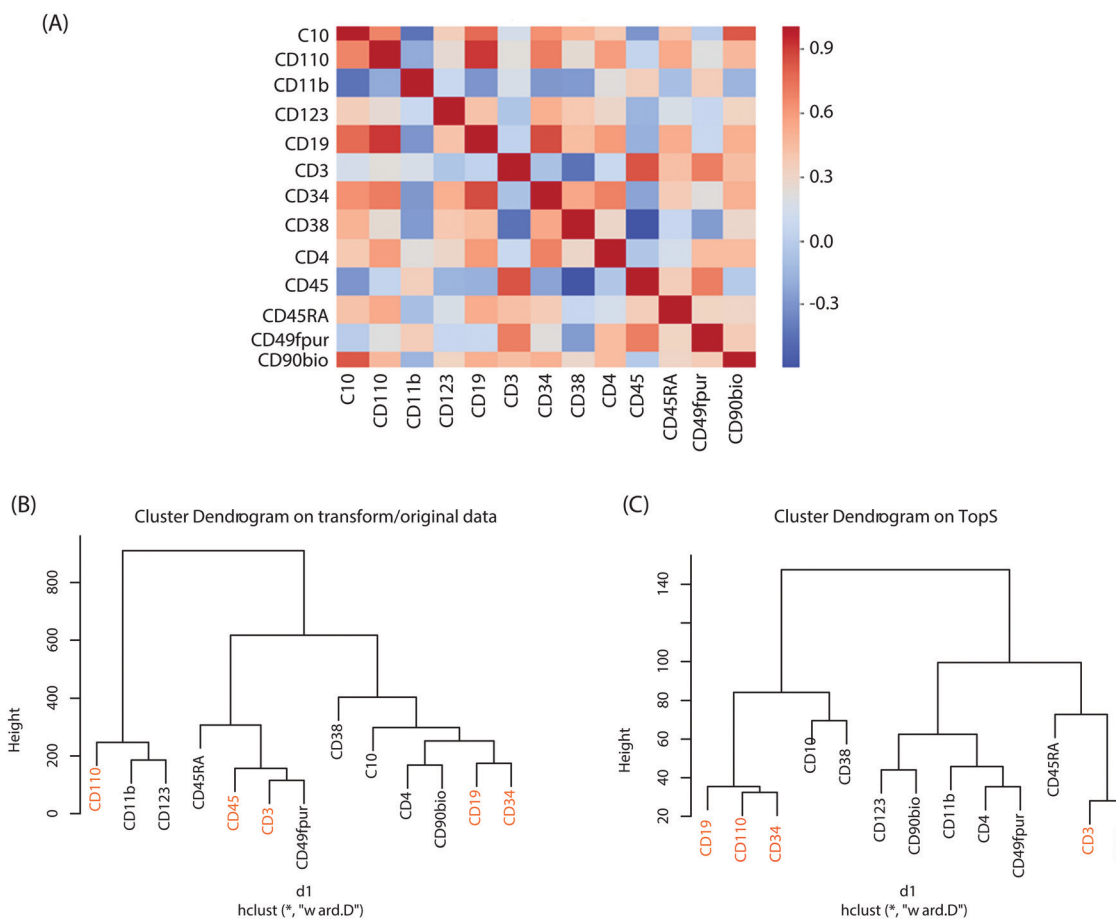 (A)
C10
CD110
CD11b
CD123
CD19
CD3
CD34
CD38
CD4
CD45
CD45RA
CD49fpur
CD90bio
C10
CD110
CD11b
CD123
CD19
CD3
CD34
CD38
CD4
CD45
CD45RA
CD49fpur
CD90bio
0.9
0.6
0.3
0.0
-0.3
(B)
Cluster Dendrogram on transform/original data
Height
0
200
400
600
800
CD110
CD11b
CD123
CD45RA
CD45
CD3
CD49fpur
CD38
C10
CD4
CD90bio
CD19
CD34
d1
hclust (*, "w ard.D")
(C)
Cluster Dendrogram on TopS
Height
20
40
60
80
100
140
CD19
CD110
CD34
CD10
CD38
CD123
CD90bio
CD11b
CD4
CD49fpur
CD45RA
CD3
d1
hclust (*, "w ard.D")